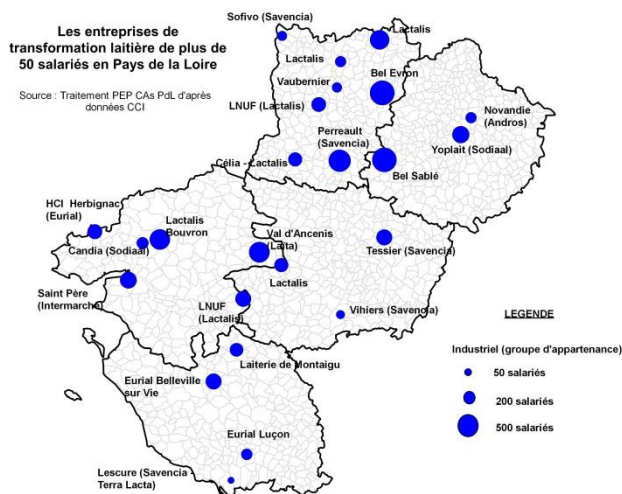 Les entreprises de
transformation laitière de plus de
50 salariés en Pays de la Loire
Source : Traitement PEP CAs PdL d'après
données CCI
Sofivo (Savencia)
Lactalis
Lactalis
Vaubernier
Bel Evron
LNUF (Lactalis)
Novandie
(Andros)
Perreault
(Savencia)
Yoplait (Sodiaal)
Célia - Lactalis
Bel Sablé
HCI Herbignac
(Eurial)
Lactalis
Bouvron
Val d'Ancenis
(Laïta)
Candia (Sodiaal)
Tessier (Savencia)
Lactalis
Saint Père
(Intermarche)
LNUF
(Lactalis)
Vihiers (Savencia)
Laiterie de Montaigu
Eurial Belleville
sur Vie
Eurial Luçon
Lescure (Savencia -
Terra Lacta)
LEGENDE
Industriel (groupe d'appartenance)
50 salariés
200 salariés
500 salariés